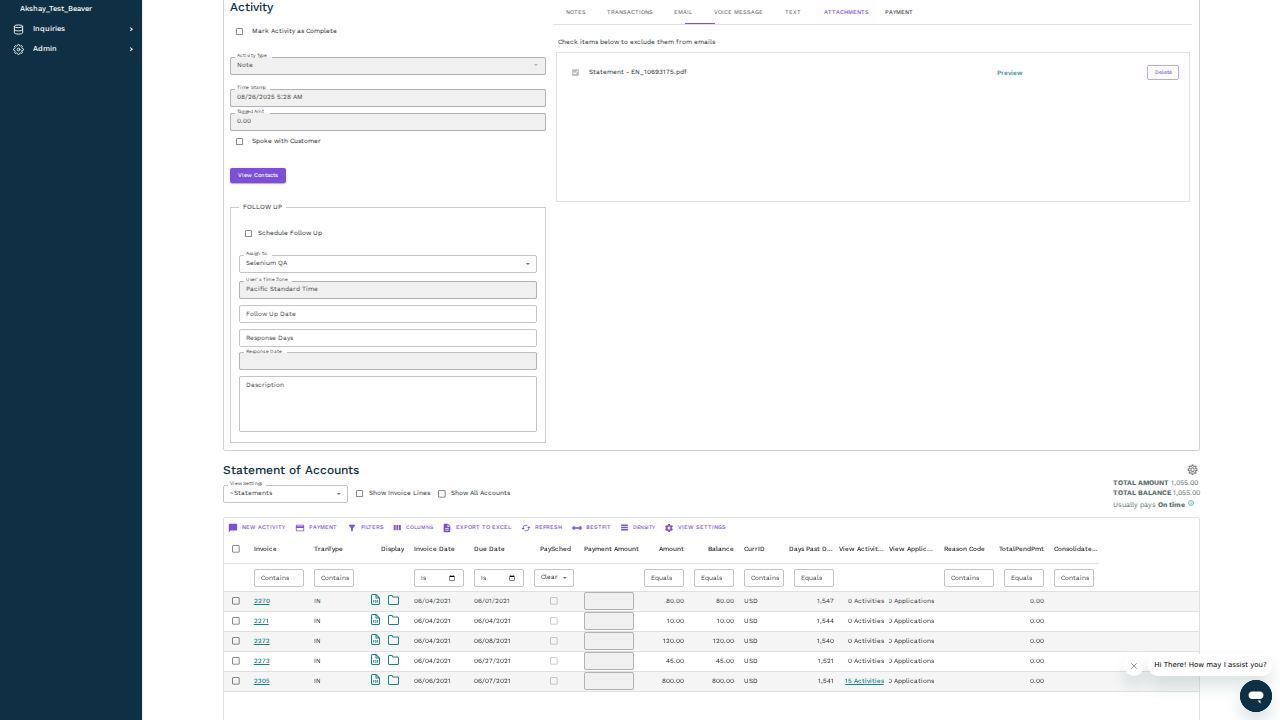 Akshay_Test_Beaver
Inquiries
Admin
Activity
Mark Activity as Complete
Activity Type
Note
Time Stamp
08/26/2025 5:28 AM
Tagged Amt
0.00
Spoke with Customer
View Contacts
FOLLOW UP
Schedule Follow Up
Assign To
Selenium QA
User's Time Zone
Pacific Standard Time
Follow Up Date
Response Days
Response Date
Description
NOTES TRANSACTIONS EMAIL VOICE MESSAGE TEXT ATTACHMENTS PAYMENT
Check items below to exclude them from emails
Statement - EN_10693175.pdf Preview Delete
Statement of Accounts
View Settings
~Statements Show Invoice Lines Show All Accounts
TOTAL AMOUNT 1,055.00
TOTAL BALANCE 1,055.00
Usually pays On time
NEW ACTIVITY PAYMENT FILTERS COLUMNS EXPORT TO EXCEL REFRESH BESTFIT DENSITY VIEW SETTINGS
Invoice TranType Display Invoice Date Due Date PaySched Payment Amount Amount Balance CurrID Days Past D... View Activit... View Applic... Reason Code TotalPendPmt Consolidate...
Contains Contains Is Is Clear Equals Equals Contains Equals Contains Equals Contains
2270 IN 06/04/2021 06/01/2021 80.00 80.00 USD 1,547 0 Activities 0 Applications 0.00
2271 IN 06/04/2021 06/04/2021 10.00 10.00 USD 1,544 0 Activities 0 Applications 0.00
2272 IN 06/04/2021 06/08/2021 120.00 120.00 USD 1,540 0 Activities 0 Applications 0.00
2273 IN 06/04/2021 06/27/2021 45.00 45.00 USD 1,521 0 Activities 0 Applications 0.00
2305 IN 06/06/2021 06/07/2021 800.00 800.00 USD 1,541 15 Activities 0 Applications 0.00
Hi There! How may I assist you?